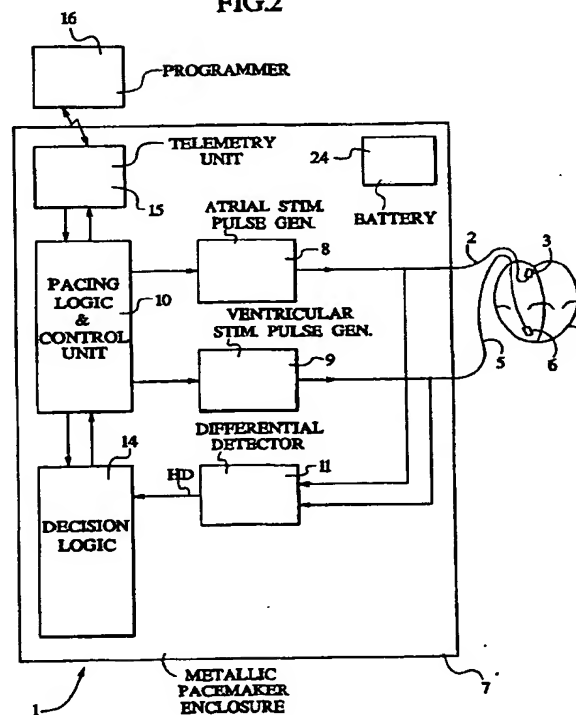 FIG.2
16
PROGRAMMER
TELEMETRY
UNIT
15
24
BATTERY
ATRIAL STIM.
PULSE GEN.
8
2
3
PACING
LOGIC
&
CONTROL
UNIT
10
VENTRICULAR
STIM. PULSE GEN.
9
5
6
DIFFERENTIAL
DETECTOR
11
HD
14
DECISION
LOGIC
1
METALLIC
PACEMAKER
ENCLOSURE
7